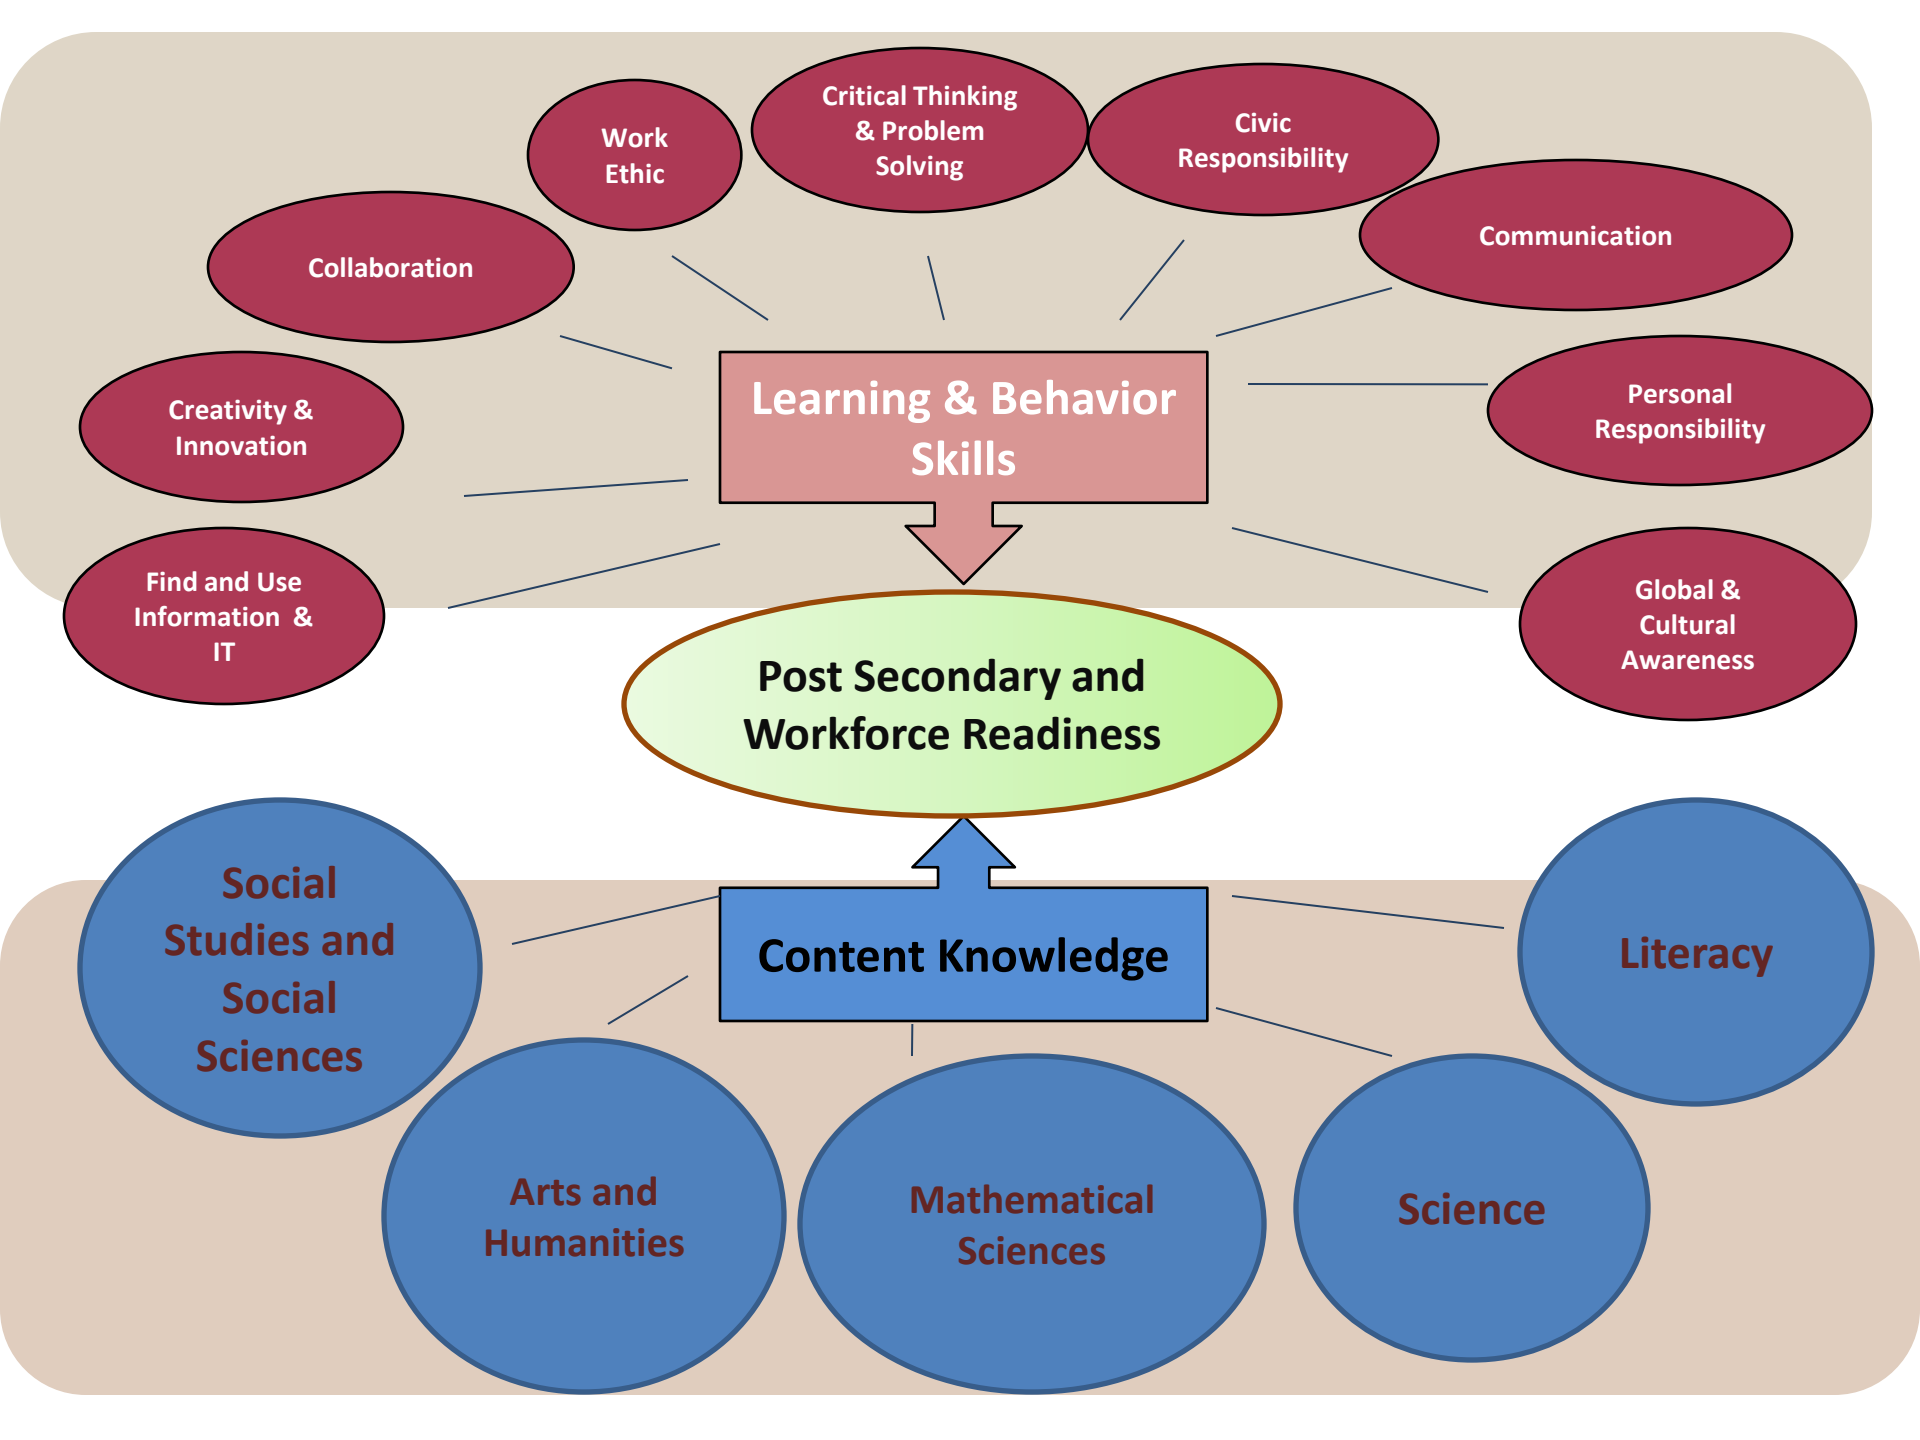 Critical Thinking
& Problem
Solving
Civic
Responsibility
Work
Ethic
Communication
Collaboration
Learning & Behavior
Skills
Personal
Responsibility
Creativity &
Innovation
Find and Use
Information  &
IT
Global &
Cultural
Awareness
Post Secondary and
Workforce Readiness
Social
Studies and
Social
Sciences
Content Knowledge
Literacy
Arts and
Humanities
Mathematical
Sciences
Science